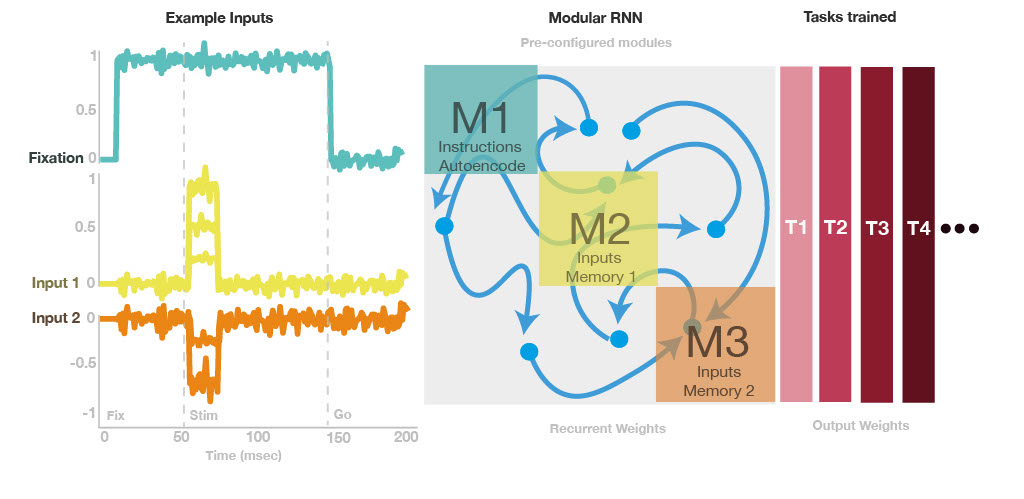 Example Inputs
Modular RNN
Tasks trained
Pre-configured modules
1
0.5
Fixation 0
1
0.5
Input 1 0
Input 2 0
-0.5
-1
Fix
Stim
Go
0 50 100 150 200
Time (msec)
M1
Instructions
Autoencode
M2
Inputs
Memory 1
M3
Inputs
Memory 2
Recurrent Weights
T1 T2 T3 T4
Output Weights